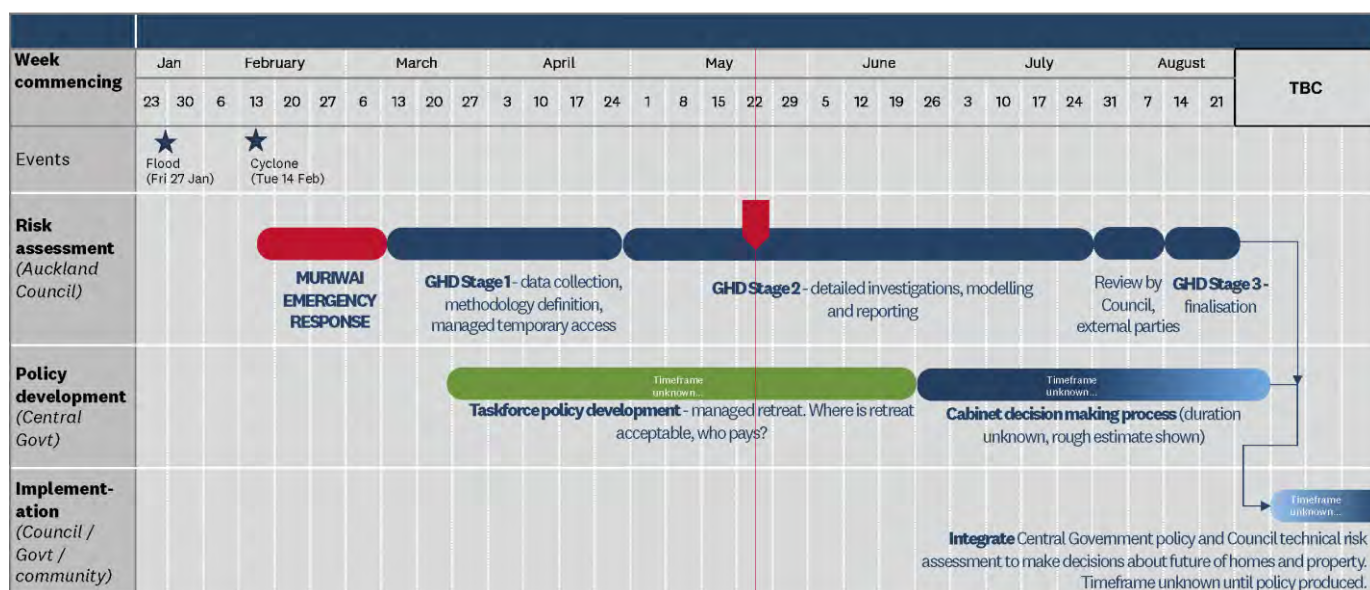 Week
commencing
Jan February March April May June July August
TBC
23 30 6 13 20 27 6 13 20 27 3 10 17 24 1 8 15 22 29 5 12 19 26 3 10 17 24 31 7 14 21
Events
Flood
(Fri 27 Jan)
Cyclone
(Tue 14 Feb)
Risk
assessment
(Auckland
Council)
MURIWAI
EMERGENCY
RESPONSE
GHD Stage 1 - data collection,
methodology definition,
managed temporary access
GHD Stage 2 - detailed investigations, modelling
and reporting
Review by
Council,
external parties
GHD Stage 3 -
finalisation
Policy
development
(Central
Govt)
Timeframe
unknown...
Taskforce policy development - managed retreat. Where is retreat
acceptable, who pays?
Timeframe
unknown...
Cabinet decision making process (duration
unknown, rough estimate shown)
Implement-
ation
(Council /
Govt /
community)
Timeframe
unknown...
Integrate Central Government policy and Council technical risk
assessment to make decisions about future of homes and property.
Timeframe unknown until policy produced.